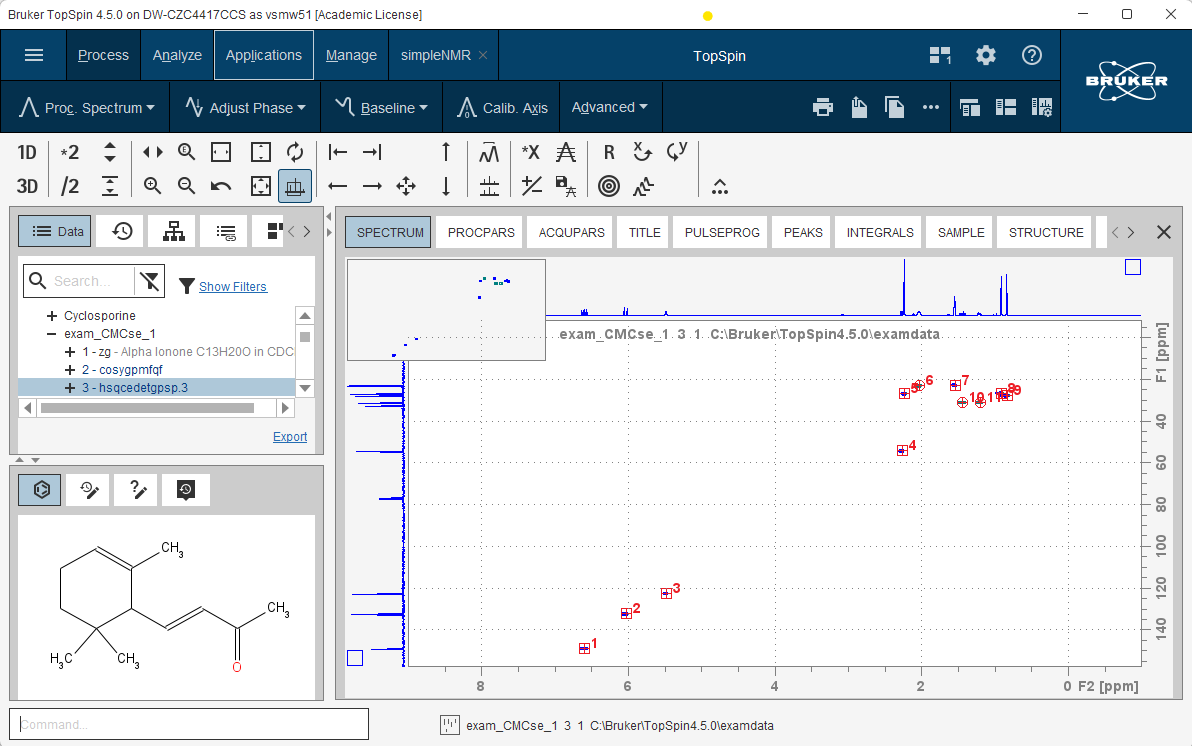 Bruker TopSpin 4.5.0 on DW-CZC4417CCS as vsmw51 [Academic License]
Process Analyze Applications Manage simpleNMR TopSpin 1 ?
BRUKER
Proc. Spectrum Adjust Phase Baseline Calib. Axis Advanced
1D *2 E *X R X Y
3D /2
Data
SPECTRUM PROCPARS ACQUPARS TITLE PULSEPROG PEAKS INTEGRALS SAMPLE STRUCTURE
Search... Show Filters
Cyclosporine
exam_CMCse_1
1 - zg - Alpha Ionone C13H20O in CDCl
2 - cosygpmfqf
3 - hsqcedetgpsp.3
Export
CH3
CH3
H3C CH3
O
exam_CMCse_1 3 1 C:\Bruker\TopSpin4.5.0\examdata
F1 [ppm]
5 6 7 8 9
10 11
4
3
2
1
40
60
80
100
120
140
8 6 4 2 0 F2 [ppm]
Command...
exam_CMCse_1 3 1 C:\Bruker\TopSpin4.5.0\examdata